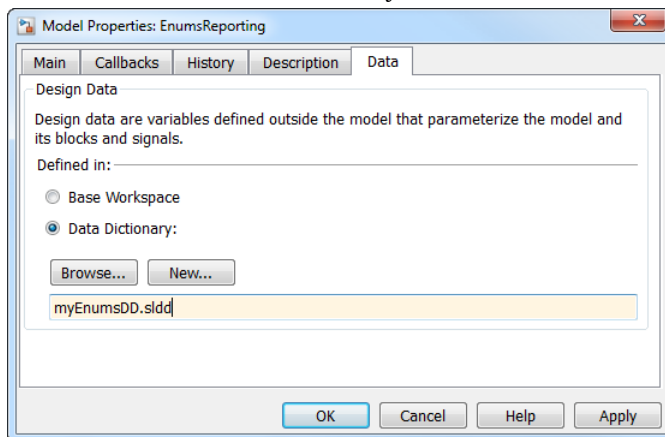 Model Properties: EnumsReporting
Main Callbacks History Description Data
Design Data
Design data are variables defined outside the model that parameterize the model and
its blocks and signals.
Defined in:
Base Workspace
Data Dictionary:
Browse... New...
myEnumsDD.sldd
OK Cancel Help Apply